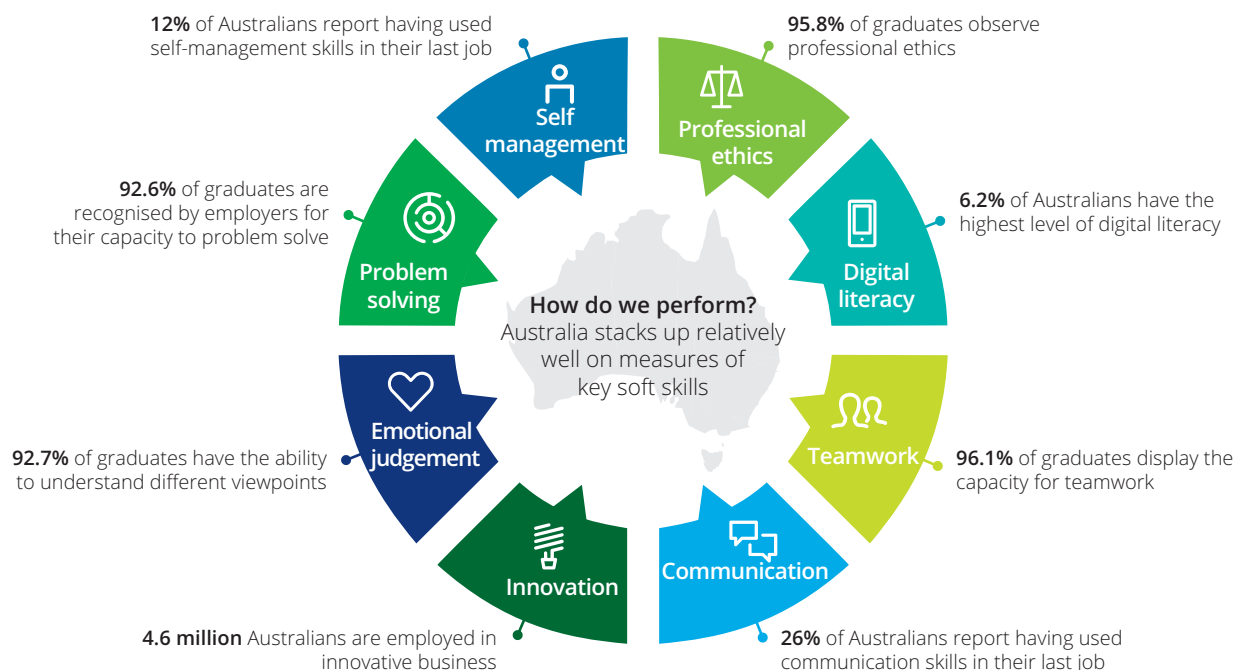 12% of Australians report having used
self-management skills in their last job
95.8% of graduates observe
professional ethics
Self
management
Professional
ethics
92.6% of graduates are
recognised by employers for
their capacity to problem solve
6.2% of Australians have the
highest level of digital literacy
Problem
solving
Digital
literacy
How do we perform?
Australia stacks up relatively
well on measures of
key soft skills
Emotional
judgement
Teamwork
92.7% of graduates have the ability
to understand different viewpoints
96.1% of graduates display the
capacity for teamwork
Innovation
Communication
4.6 million Australians are employed in
innovative business
26% of Australians report having used
communication skills in their last job